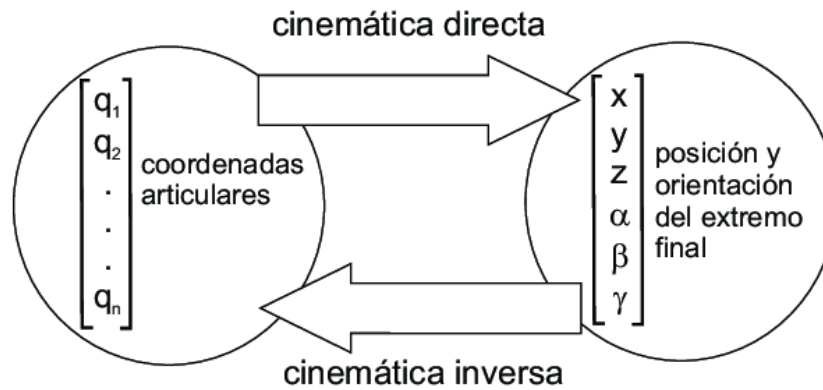 cinemática directa
q1
q2
.
.
.
qn
coordenadas
articulares
x
y
z
α
β
γ
posición y
orientación
del extremo
final
cinemática inversa